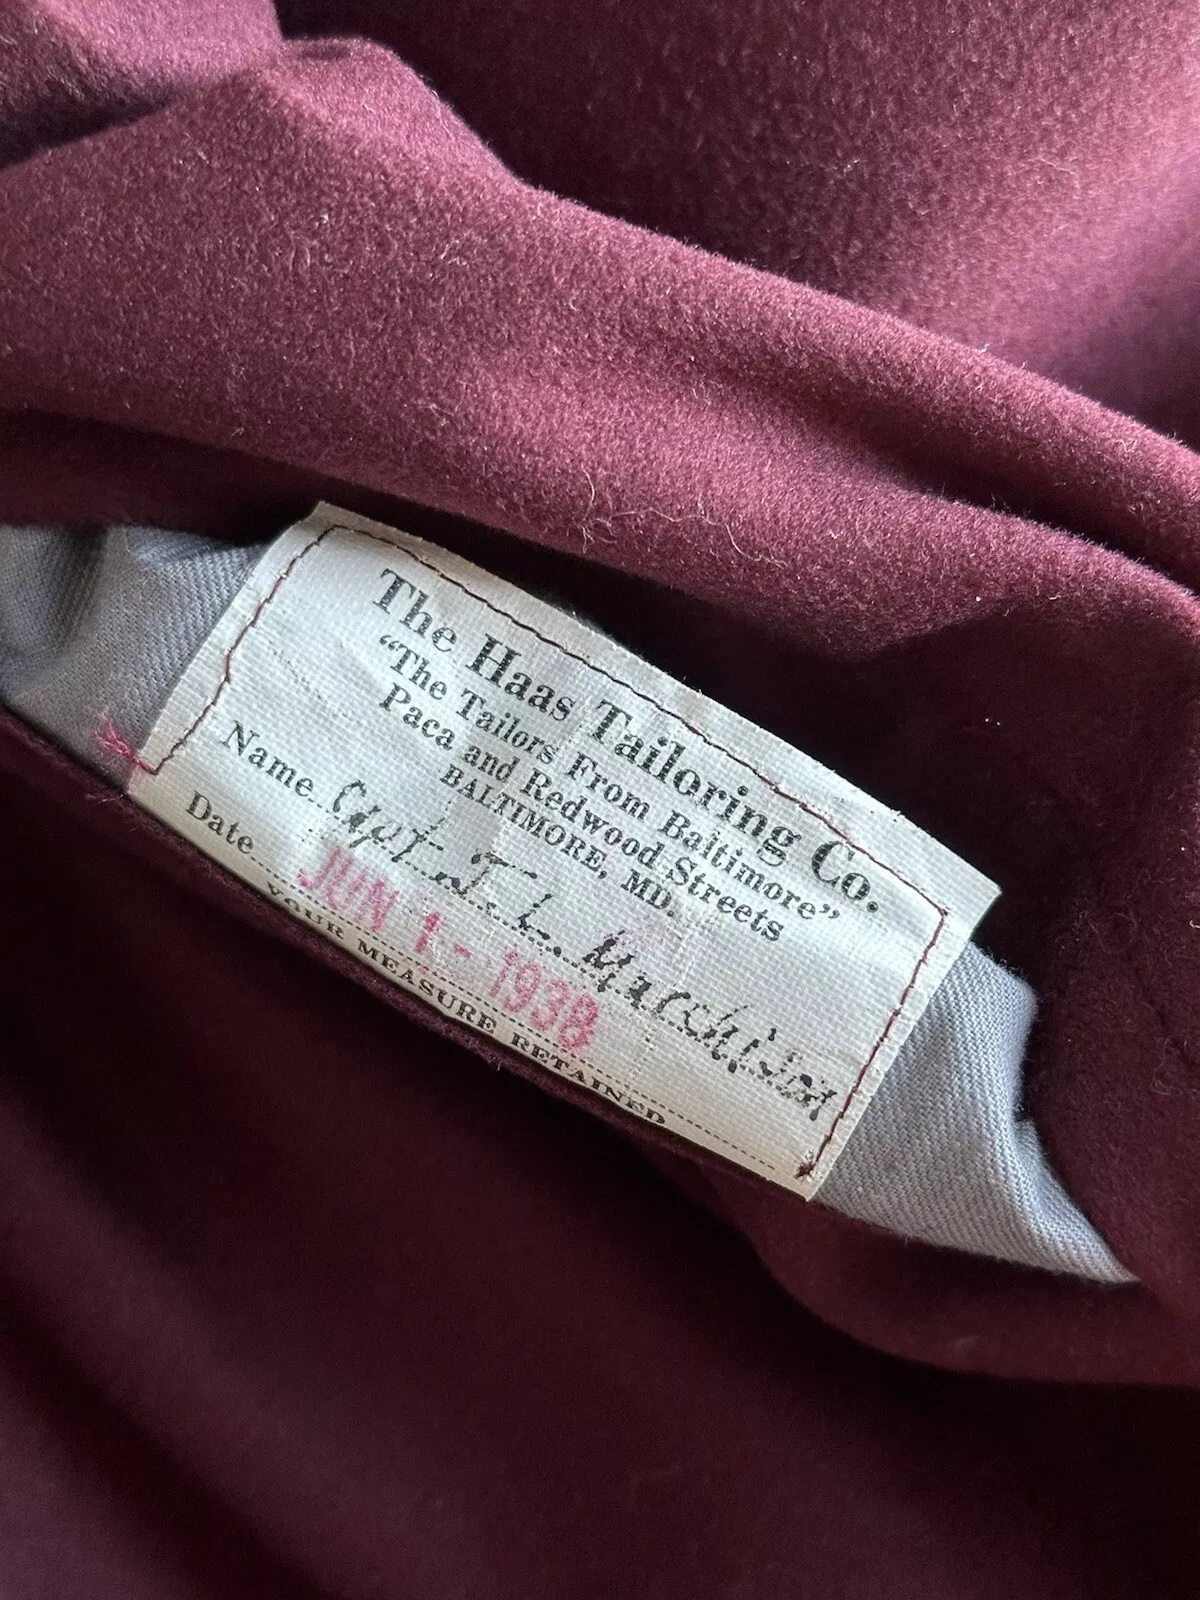 The Haas Tailoring Co.
“The Tailors From Baltimore”
Paca and Redwood Streets
BALTIMORE, MD.
Name Capt. J. L.
Date JUN 1 - 1938
YOUR MEASURE RETAINED